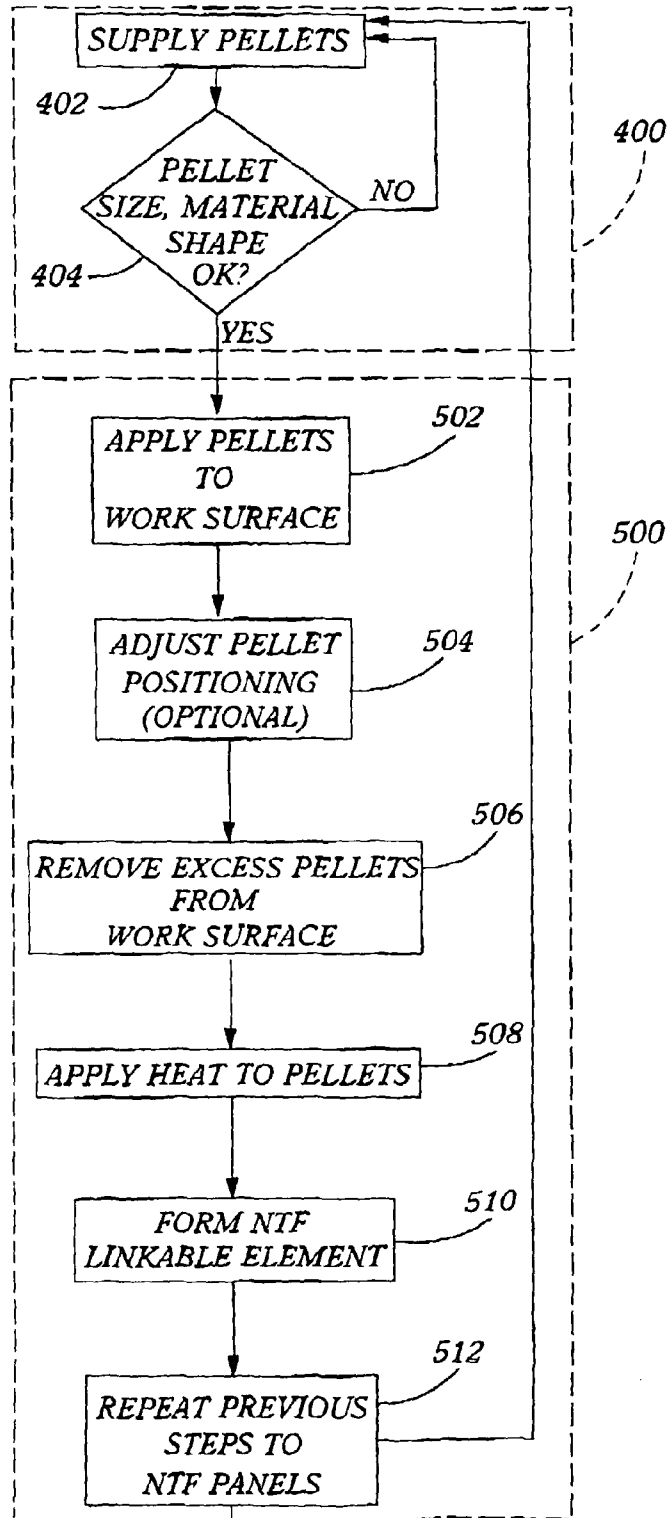 SUPPLY PELLETS
402
400
PELLET
SIZE, MATERIAL
SHAPE
OK?
NO
404
YES
502
APPLY PELLETS
TO
WORK SURFACE
500
504
ADJUST PELLET
POSITIONING
(OPTIONAL)
506
REMOVE EXCESS PELLETS
FROM
WORK SURFACE
508
APPLY HEAT TO PELLETS
510
FORM NTF
LINKABLE ELEMENT
512
REPEAT PREVIOUS
STEPS TO
NTF PANELS